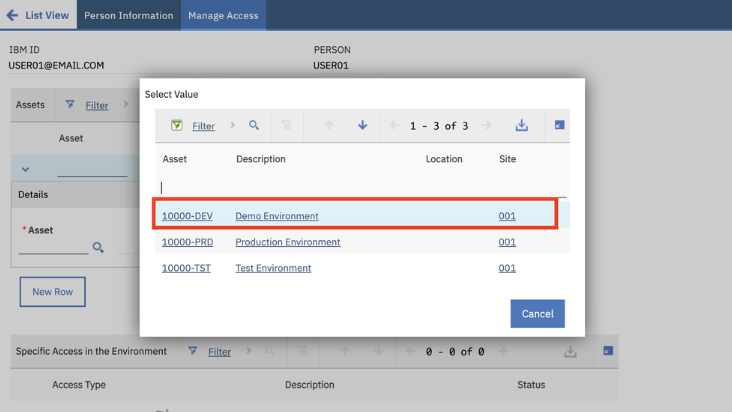 List View Person Information Manage Access
IBM ID PERSON
USER01@EMAIL.COM USER01
Select Value
Assets Filter
Filter 1 - 3 of 3
Asset
Asset Description Location Site
Details
10000-DEV Demo Environment 001
* Asset
10000-PRD Production Environment 001
10000-TST Test Environment 001
New Row
Cancel
Specific Access in the Environment Filter 0 - 0 of 0
Access Type Description Status